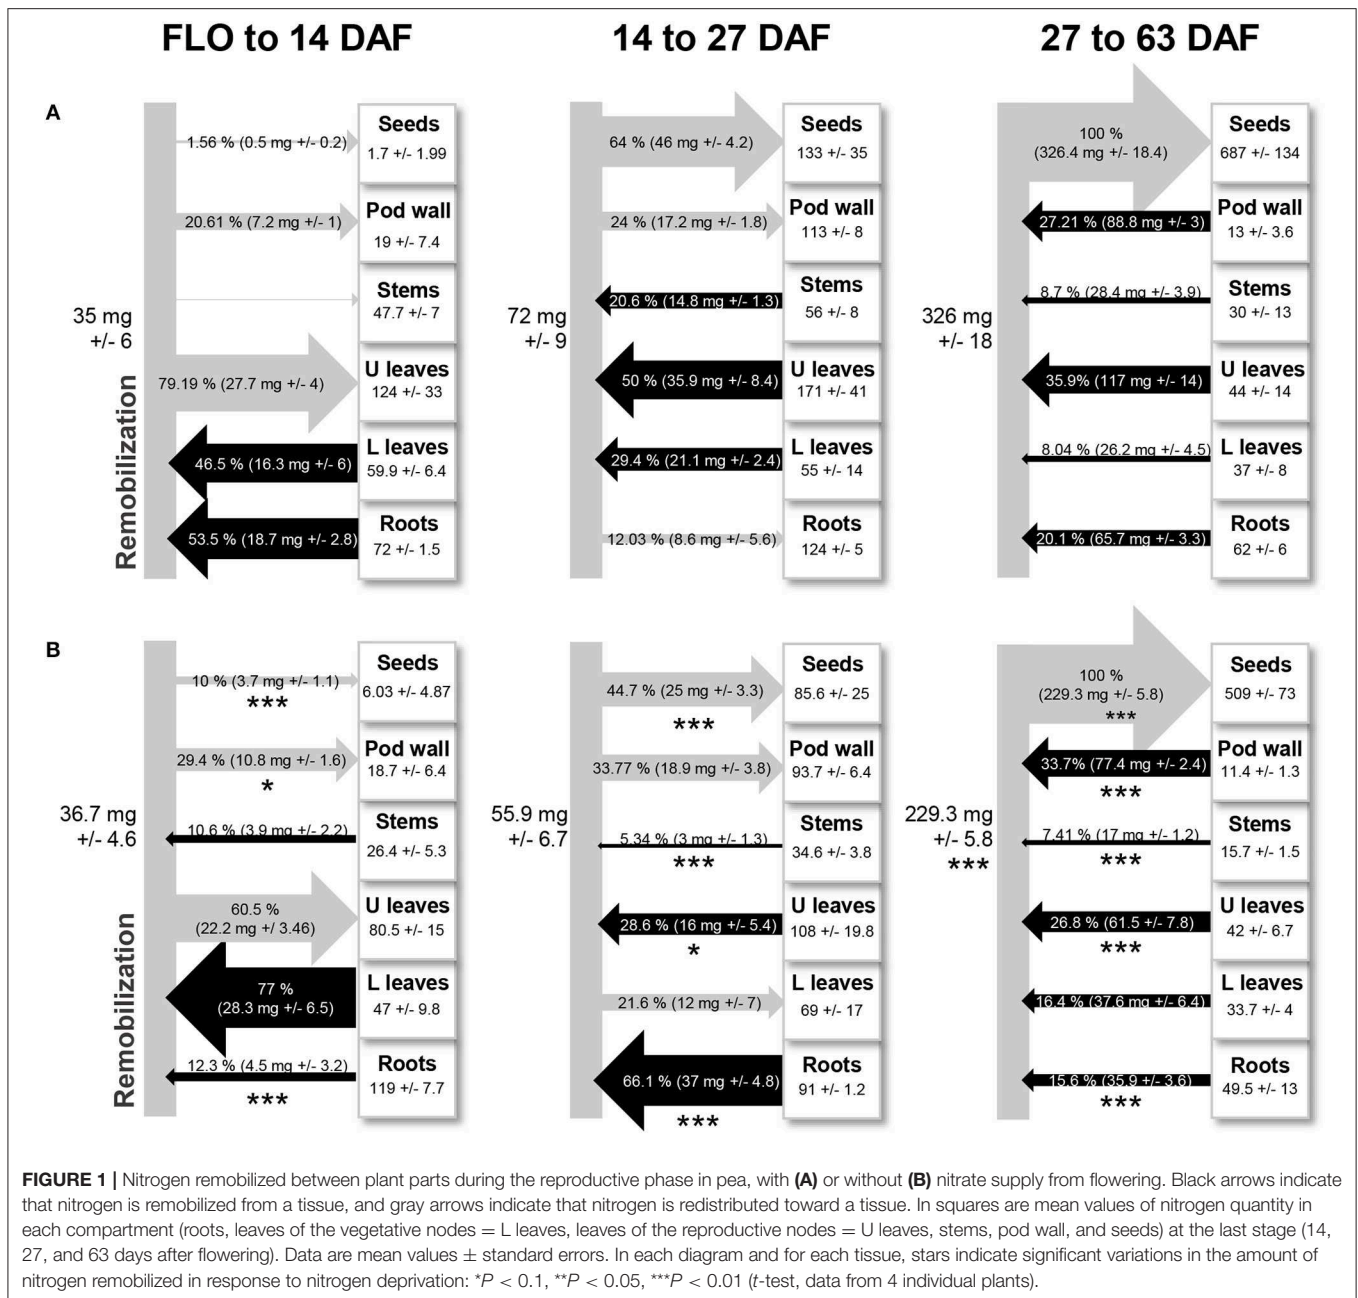 FLO to 14 DAF
14 to 27 DAF
27 to 63 DAF
A
35 mg
+/- 6
Remobilization
1.56 % (0.5 mg +/- 0.2)
Seeds
1.7 +/- 1.99
20.61 % (7.2 mg +/- 1)
Pod wall
19 +/- 7.4
Stems
47.7 +/- 7
79.19 % (27.7 mg +/- 4)
U leaves
124 +/- 33
46.5 % (16.3 mg +/- 6)
L leaves
59.9 +/- 6.4
53.5 % (18.7 mg +/- 2.8)
Roots
72 +/- 1.5
72 mg
+/- 9
64 % (46 mg +/- 4.2)
Seeds
133 +/- 35
24 % (17.2 mg +/- 1.8)
Pod wall
113 +/- 8
20.6 % (14.8 mg +/- 1.3)
Stems
56 +/- 8
50 % (35.9 mg +/- 8.4)
U leaves
171 +/- 41
29.4 % (21.1 mg +/- 2.4)
L leaves
55 +/- 14
12.03 % (8.6 mg +/- 5.6)
Roots
124 +/- 5
326 mg
+/- 18
100 %
(326.4 mg +/- 18.4)
Seeds
687 +/- 134
27.21 % (88.8 mg +/- 3)
Pod wall
13 +/- 3.6
8.7 % (28.4 mg +/- 3.9)
Stems
30 +/- 13
35.9% (117 mg +/- 14)
U leaves
44 +/- 14
8.04 % (26.2 mg +/- 4.5)
L leaves
37 +/- 8
20.1 % (65.7 mg +/- 3.3)
Roots
62 +/- 6
B
36.7 mg
+/- 4.6
Remobilization
10 % (3.7 mg +/- 1.1)
***
Seeds
6.03 +/- 4.87
29.4 % (10.8 mg +/- 1.6)
*
Pod wall
18.7 +/- 6.4
10.6 % (3.9 mg +/- 2.2)
Stems
26.4 +/- 5.3
60.5 %
(22.2 mg +/ 3.46)
U leaves
80.5 +/- 15
77 %
(28.3 mg +/- 6.5)
L leaves
47 +/- 9.8
12.3 % (4.5 mg +/- 3.2)
***
Roots
119 +/- 7.7
55.9 mg
+/- 6.7
44.7 % (25 mg +/- 3.3)
***
Seeds
85.6 +/- 25
33.77 % (18.9 mg +/- 3.8)
Pod wall
93.7 +/- 6.4
5.34 % (3 mg +/- 1.3)
***
Stems
34.6 +/- 3.8
28.6 % (16 mg +/- 5.4)
*
U leaves
108 +/- 19.8
21.6 % (12 mg +/- 7)
L leaves
69 +/- 17
66.1 % (37 mg +/- 4.8)
***
Roots
91 +/- 1.2
229.3 mg
+/- 5.8
***
100 %
(229.3 mg +/- 5.8)
***
Seeds
509 +/- 73
33.7% (77.4 mg +/- 2.4)
***
Pod wall
11.4 +/- 1.3
7.41 % (17 mg +/- 1.2)
***
Stems
15.7 +/- 1.5
26.8 % (61.5 +/- 7.8)
***
U leaves
42 +/- 6.7
16.4 % (37.6 mg +/- 6.4)
L leaves
33.7 +/- 4
15.6 % (35.9 +/- 3.6)
***
Roots
49.5 +/- 13
FIGURE 1 | Nitrogen remobilized between plant parts during the reproductive phase in pea, with (A) or without (B) nitrate supply from flowering. Black arrows indicate
that nitrogen is remobilized from a tissue, and gray arrows indicate that nitrogen is redistributed toward a tissue. In squares are mean values of nitrogen quantity in
each compartment (roots, leaves of the vegetative nodes = L leaves, leaves of the reproductive nodes = U leaves, stems, pod wall, and seeds) at the last stage (14,
27, and 63 days after flowering). Data are mean values ± standard errors. In each diagram and for each tissue, stars indicate significant variations in the amount of
nitrogen remobilized in response to nitrogen deprivation: *P < 0.1, **P < 0.05, ***P < 0.01 (t-test, data from 4 individual plants).